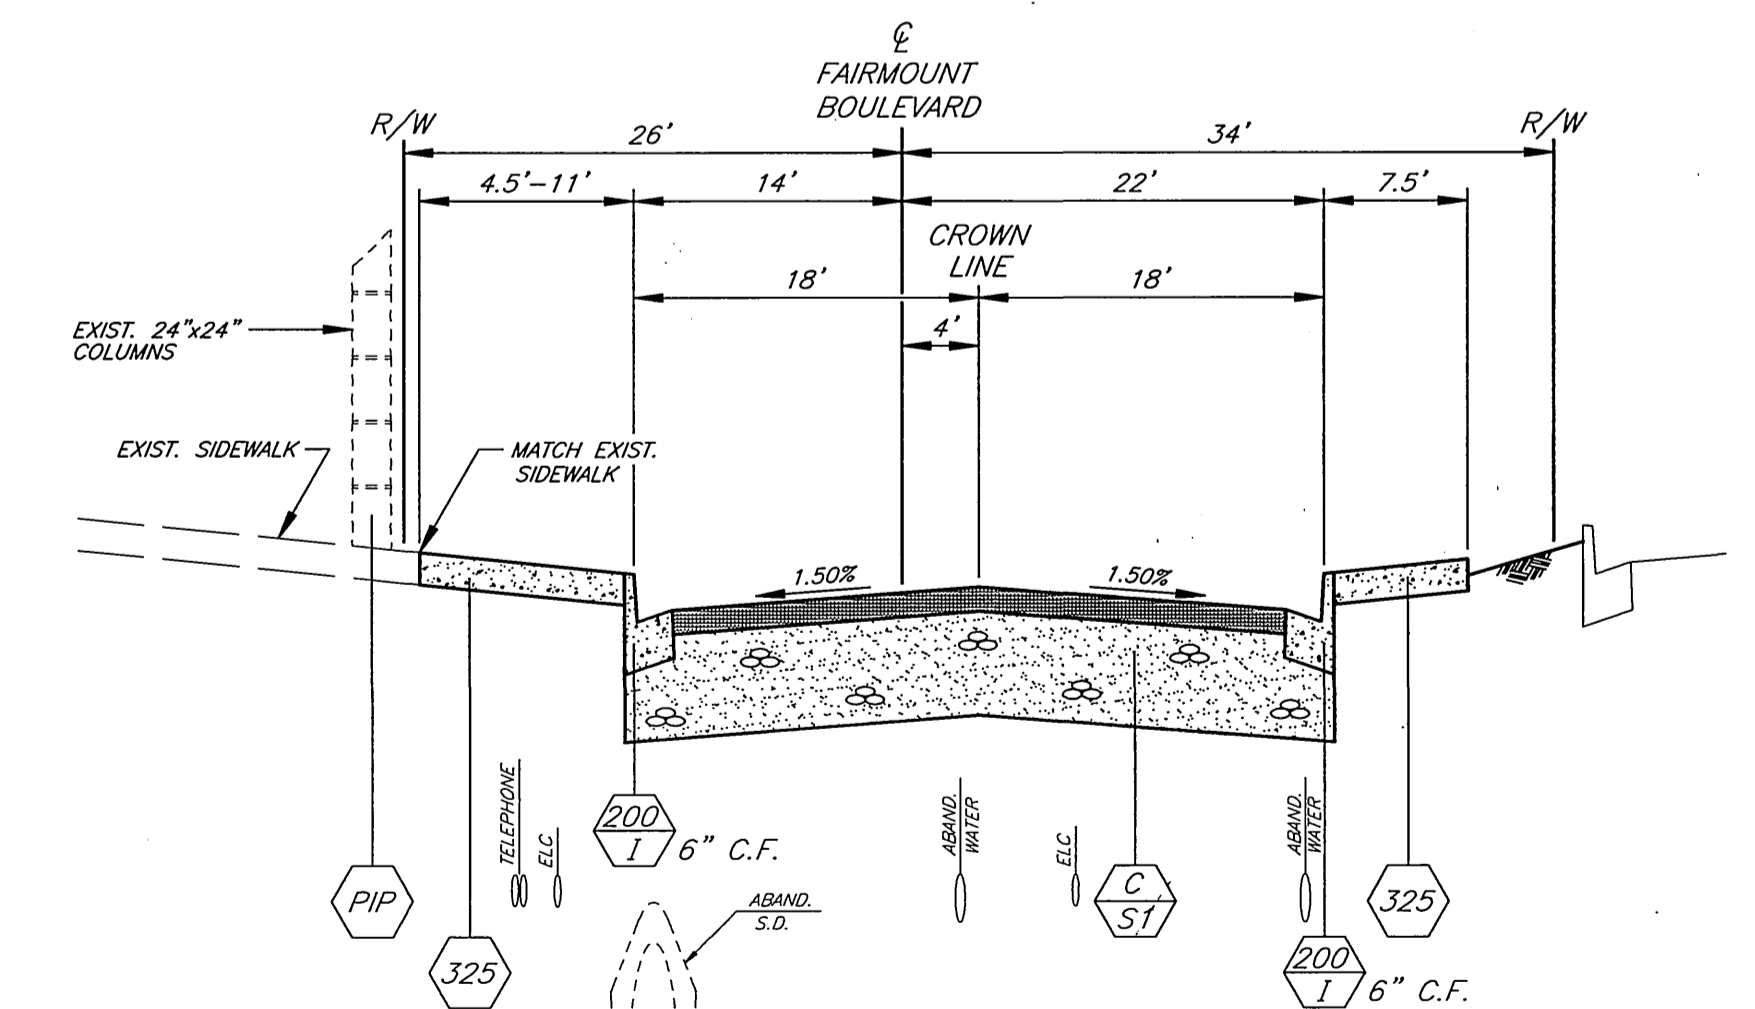 ℄
FAIRMOUNT
BOULEVARD
R/W
R/W
26'
34'
4.5'-11'
14'
22'
7.5'
CROWN
LINE
18'
18'
4'
EXIST. 24"x24"
COLUMNS
EXIST. SIDEWALK
MATCH EXIST.
SIDEWALK
1.50%
1.50%
TELEPHONE
ELC
200
I
6" C.F.
ABAND.
WATER
ELC
ABAND.
WATER
C
S1
PIP
325
ABAND.
S.D.
325
200
I
6" C.F.